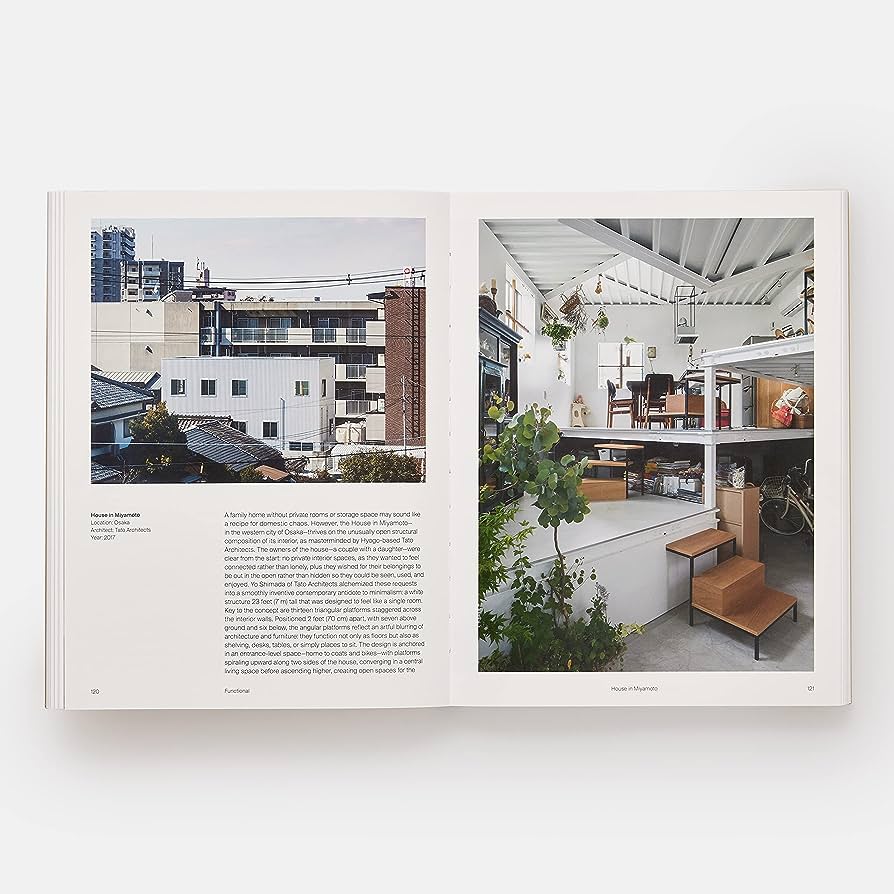 House in Miyamoto
Location: Osaka
Architect: Tato Architects
Year: 2017
A family home without private rooms or storage space may sound like
a recipe for domestic chaos. However, the House in Miyamoto—
in the western city of Osaka—thrives on the unusually open structural
composition of its interior, as masterminded by Hyogo-based Tato
Architects. The owners of the house—a couple with a daughter—were
clear from the start: no private interior spaces, as they wanted to feel
connected rather than lonely, plus they wished for their belongings to
be out in the open rather than hidden so they could be seen, used, and
enjoyed. Yo Shimada of Tato Architects alchemized these requests
into a smoothly inventive contemporary antidote to minimalism: a white
structure 23 feet (7 m) tall that was designed to feel like a single room.
Key to the concept are thirteen triangular platforms staggered across
the interior walls. Positioned 2 feet (70 cm) apart, with seven above
ground and six below, the angular platforms reflect an artful blurring of
architecture and furniture: they function not only as floors but also as
shelving, desks, tables, or simply places to sit. The design is anchored
in an entrance-level space—home to coats and bikes—with platforms
spiraling upward along two sides of the house, converging in a central
living space before ascending higher, creating open spaces for the
120
Functional
House in Miyamoto
121